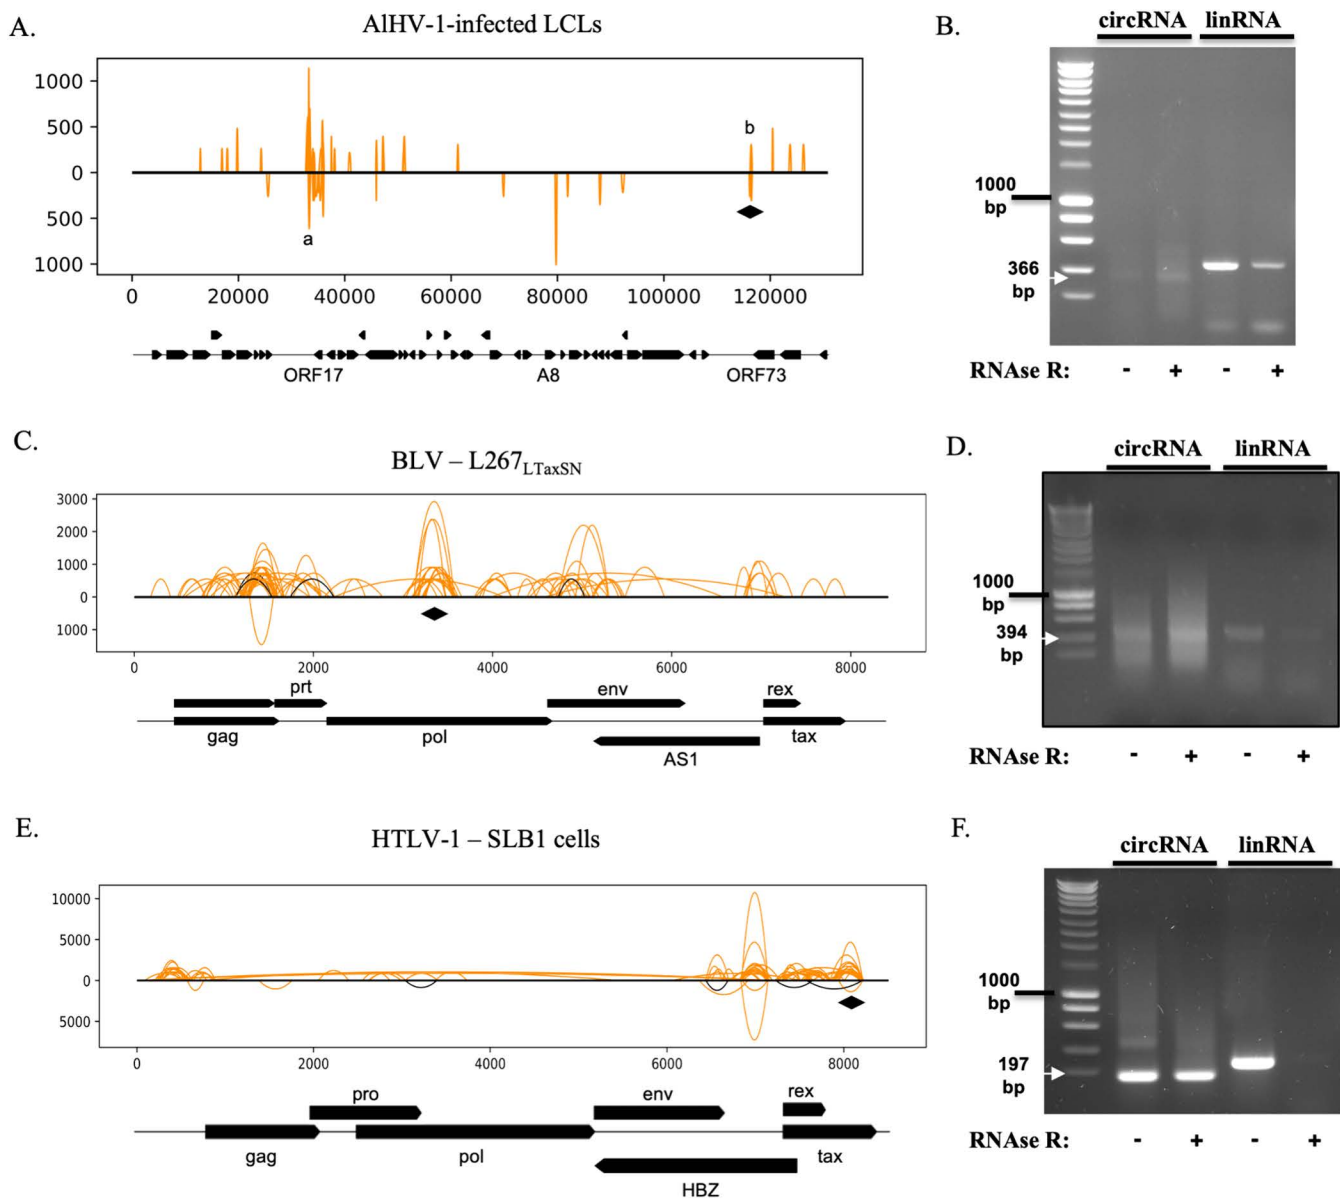 A.
AlHV-1-infected LCLs
1000
500
0
500
1000
a
b
0 20000 40000 60000 80000 100000 120000
ORF17 A8 ORF73
B.
circRNA linRNA
1000
bp
366
bp
RNAse R: - + - +
C.
BLV – L267LTaxSN
3000
2000
1000
0
1000
0 2000 4000 6000 8000
prt env rex
gag pol tax
AS1
D.
circRNA linRNA
1000
bp
394
bp
RNAse R: - + - +
E.
HTLV-1 – SLB1 cells
10000
5000
0
5000
0 2000 4000 6000 8000
pro env rex
gag pol tax
HBZ
F.
circRNA linRNA
1000
bp
197
bp
RNAse R: - + - +